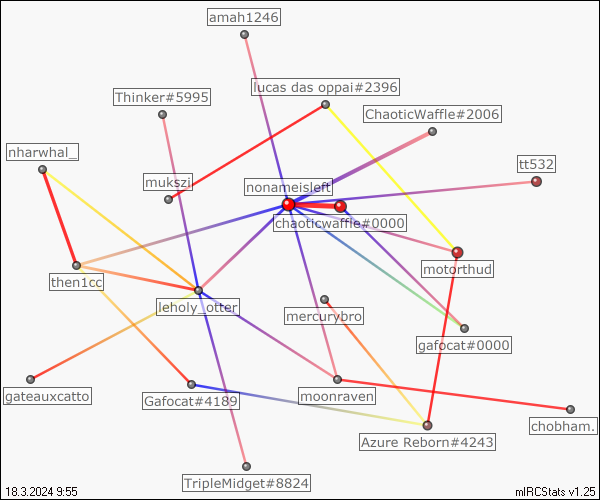 amah1246
lucas das oppai#2396
Thinker#5995
ChaoticWaffle#2006
nharwhal_
tt532
mukszi
nonameisleft
chaoticwaffle#0000
motorthud
then1cc
leholy_otter
mercurybro
gafocat#0000
gateauxcatto
Gafocat#4189
moonraven
chobham.
Azure Reborn#4243
TripleMidget#8824
18.3.2024 9:55
mIRCStats v1.25